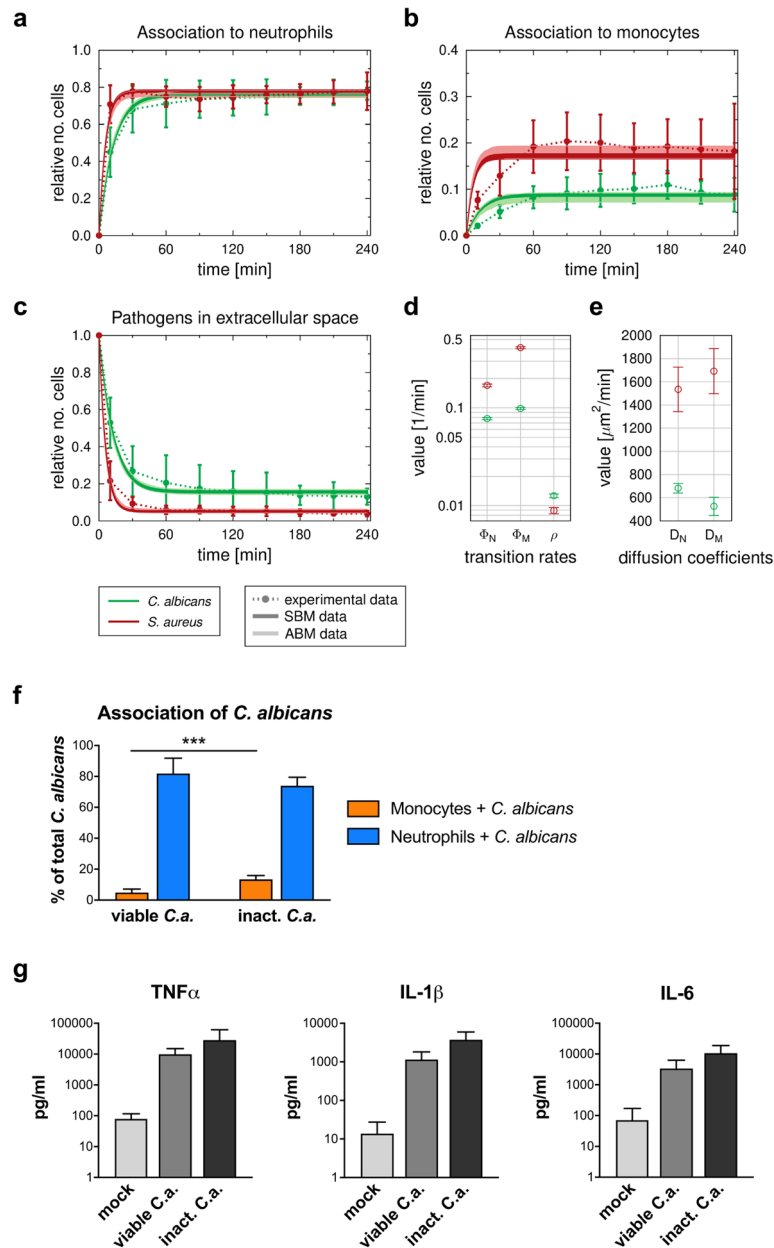 a
Association to neutrophils
relative no. cells
1.0
0.8
0.6
0.4
0.2
0.0
0 60 120 180 240
time [min]
b
Association to monocytes
relative no. cells
0.4
0.3
0.2
0.1
0.0
0 60 120 180 240
time [min]
c
Pathogens in extracellular space
relative no. cells
1.0
0.8
0.6
0.4
0.2
0.0
0 60 120 180 240
time [min]
d
value [1/min]
0.5
0.1
0.05
0.01
Φ_N Φ_M ρ
transition rates
e
value [μm²/min]
2000
1800
1600
1400
1200
1000
800
600
400
D_N D_M
diffusion coefficients
C. albicans
S. aureus
experimental data
SBM data
ABM data
f
Association of C. albicans
% of total C. albicans
100
80
60
40
20
0
***
viable C.a. inact. C.a.
Monocytes + C. albicans
Neutrophils + C. albicans
g
TNFα
pg/ml
100000
10000
1000
100
10
1
mock
viable C.a.
inact. C.a.
IL-1β
pg/ml
10000
1000
100
10
1
mock
viable C.a.
inact. C.a.
IL-6
pg/ml
100000
10000
1000
100
10
1
mock
viable C.a.
inact. C.a.